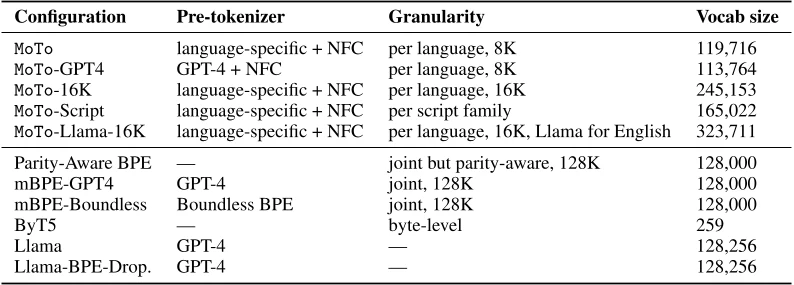 Configuration Pre-tokenizer Granularity Vocab size
MoTo language-specific + NFC per language, 8K 119,716
MoTo-GPT4 GPT-4 + NFC per language, 8K 113,764
MoTo-16K language-specific + NFC per language, 16K 245,153
MoTo-Script language-specific + NFC per script family 165,022
MoTo-Llama-16K language-specific + NFC per language, 16K, Llama for English 323,711
Parity-Aware BPE — joint but parity-aware, 128K 128,000
mBPE-GPT4 GPT-4 joint, 128K 128,000
mBPE-Boundless Boundless BPE joint, 128K 128,000
ByT5 — byte-level 259
Llama GPT-4 — 128,256
Llama-BPE-Drop. GPT-4 — 128,256